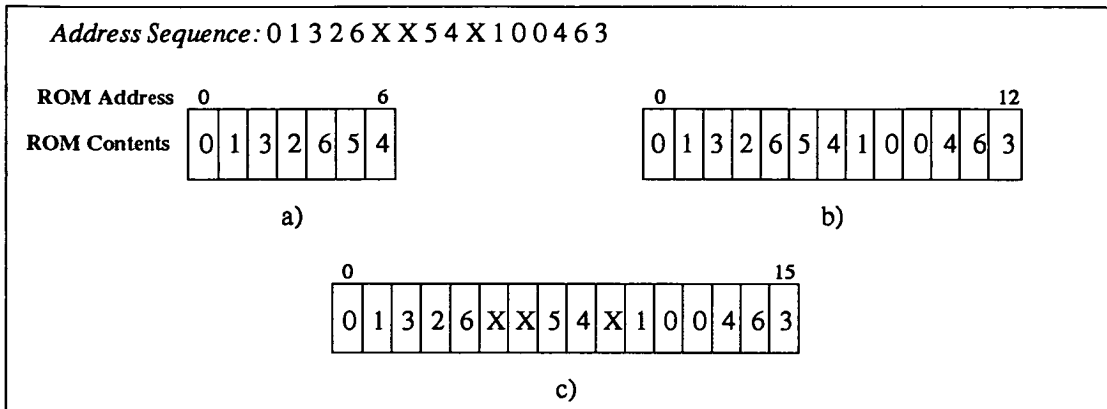 Address Sequence: 0 1 3 2 6 X X 5 4 X 1 0 0 4 6 3
ROM Address 0 6
ROM Contents 0 1 3 2 6 5 4
a)
0 12
0 1 3 2 6 5 4 1 0 0 4 6 3
b)
0 15
0 1 3 2 6 X X 5 4 X 1 0 0 4 6 3
c)